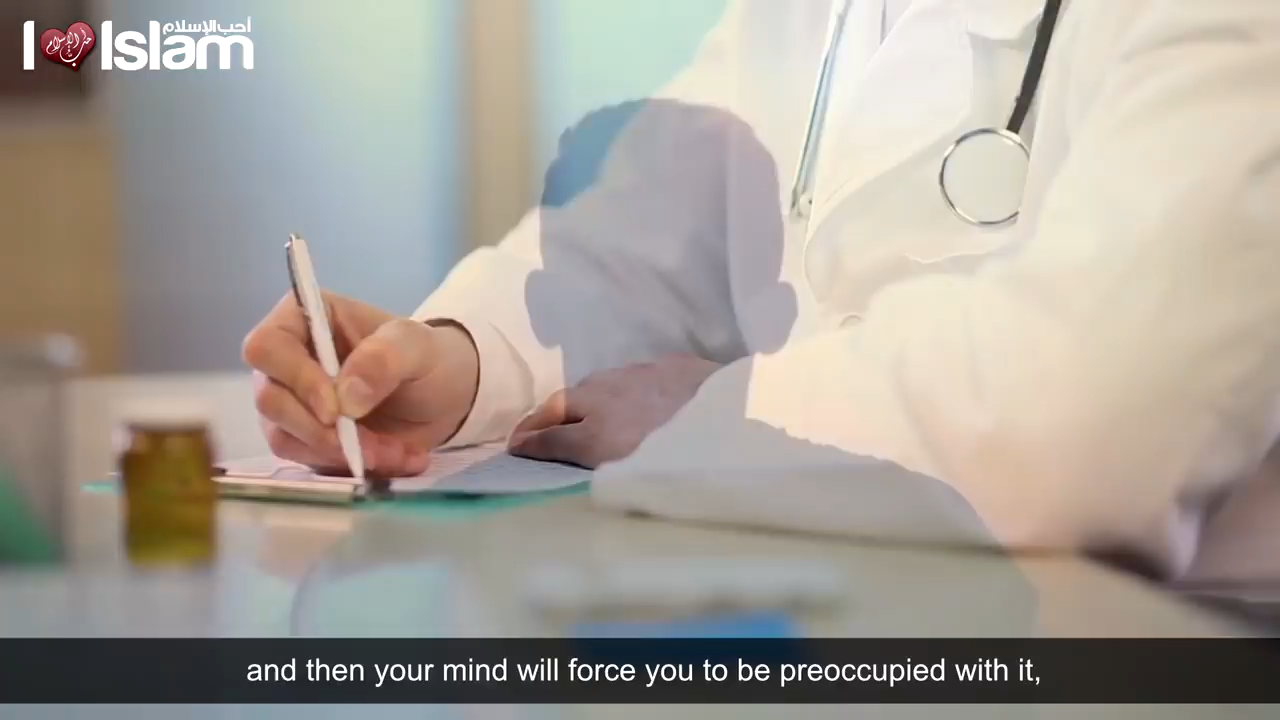 أحب الإسلام
I Islam
and then your mind will force you to be preoccupied with it,